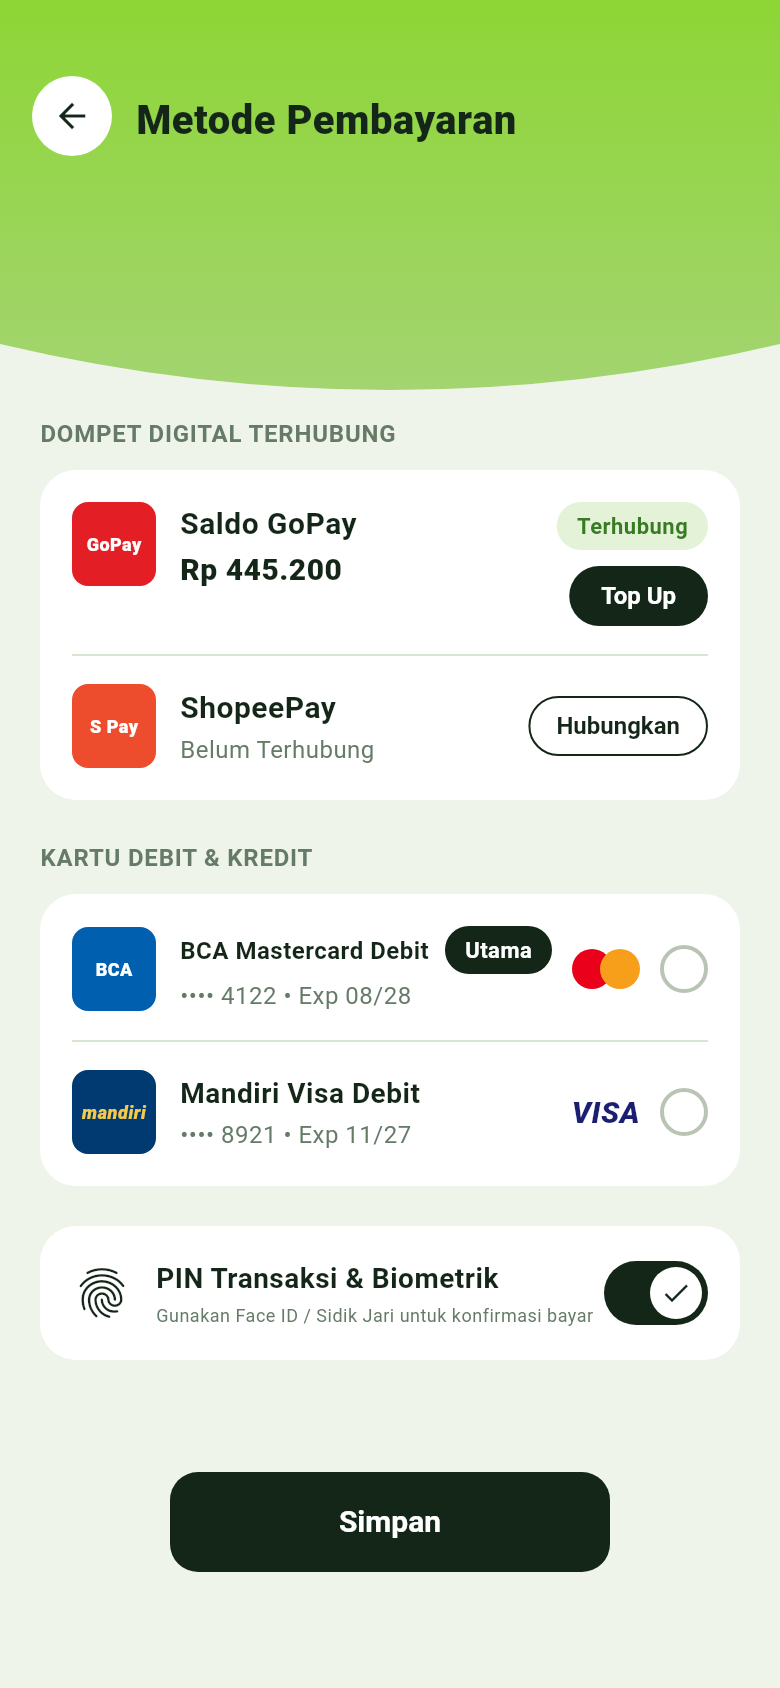 Metode Pembayaran
DOMPET DIGITAL TERHUBUNG
GoPay
Saldo GoPay
Rp 445.200
Terhubung
Top Up
S Pay
ShopeePay
Belum Terhubung
Hubungkan
KARTU DEBIT & KREDIT
BCA
BCA Mastercard Debit
Utama
•••• 4122 • Exp 08/28
mandiri
Mandiri Visa Debit
•••• 8921 • Exp 11/27
VISA
PIN Transaksi & Biometrik
Gunakan Face ID / Sidik Jari untuk konfirmasi bayar
Simpan